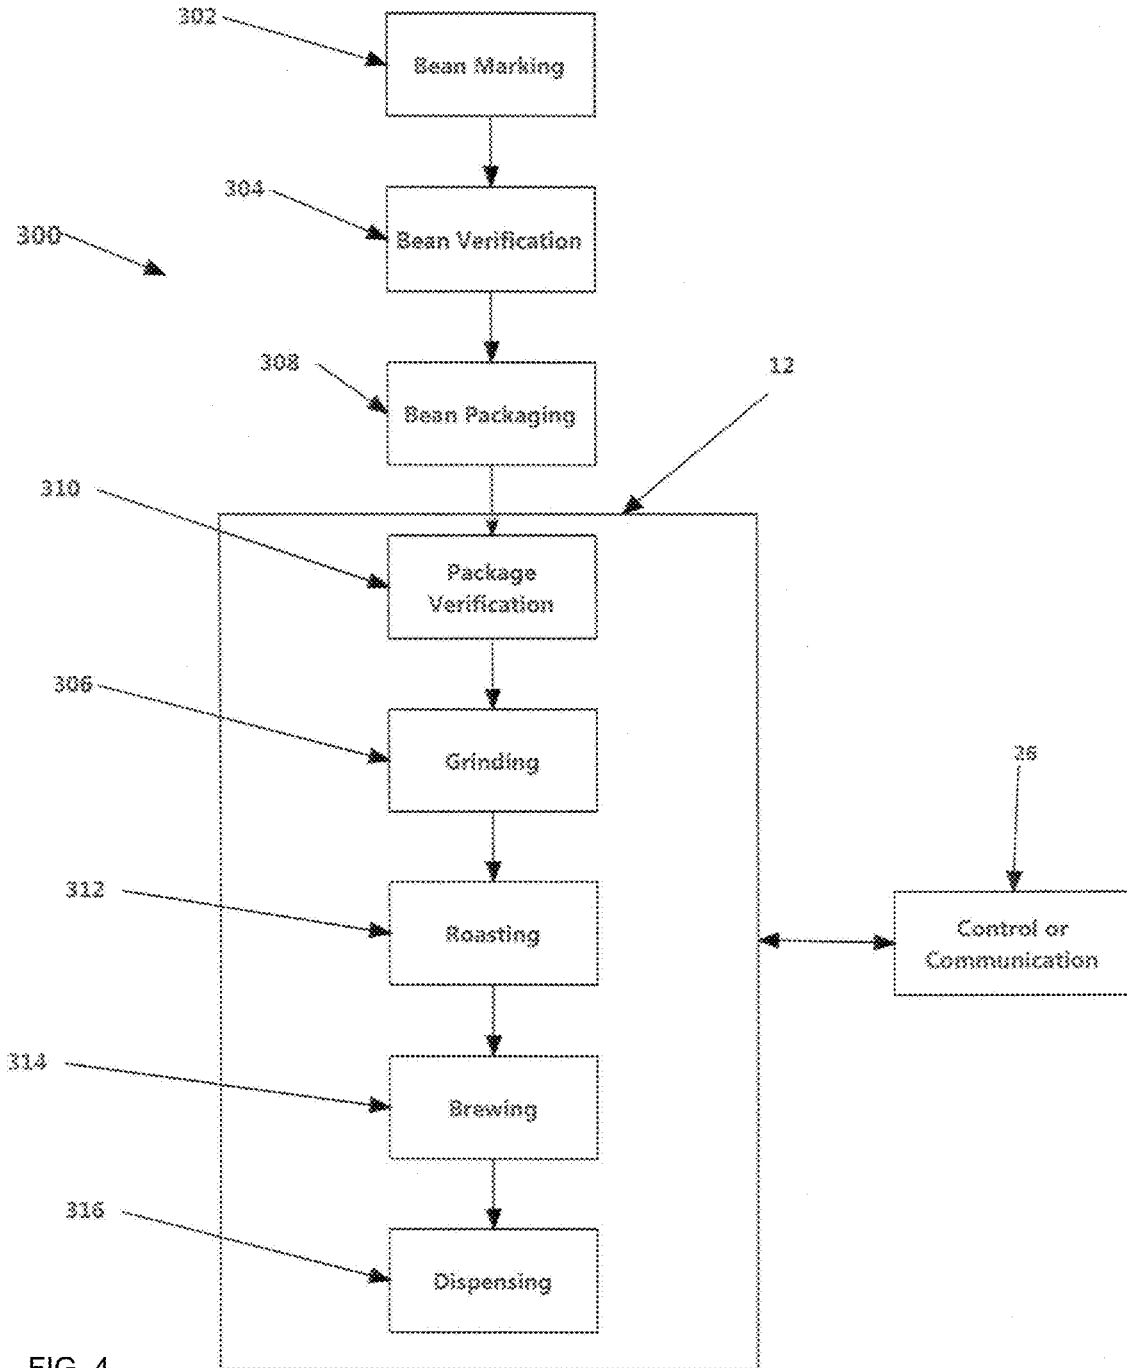 302
Bean Marking
304
Bean Verification
300
308
Bean Packaging
12
310
Package
Verification
306
Grinding
26
312
Roasting
Control or
Communication
314
Brewing
316
Dispensing
FIG. 4